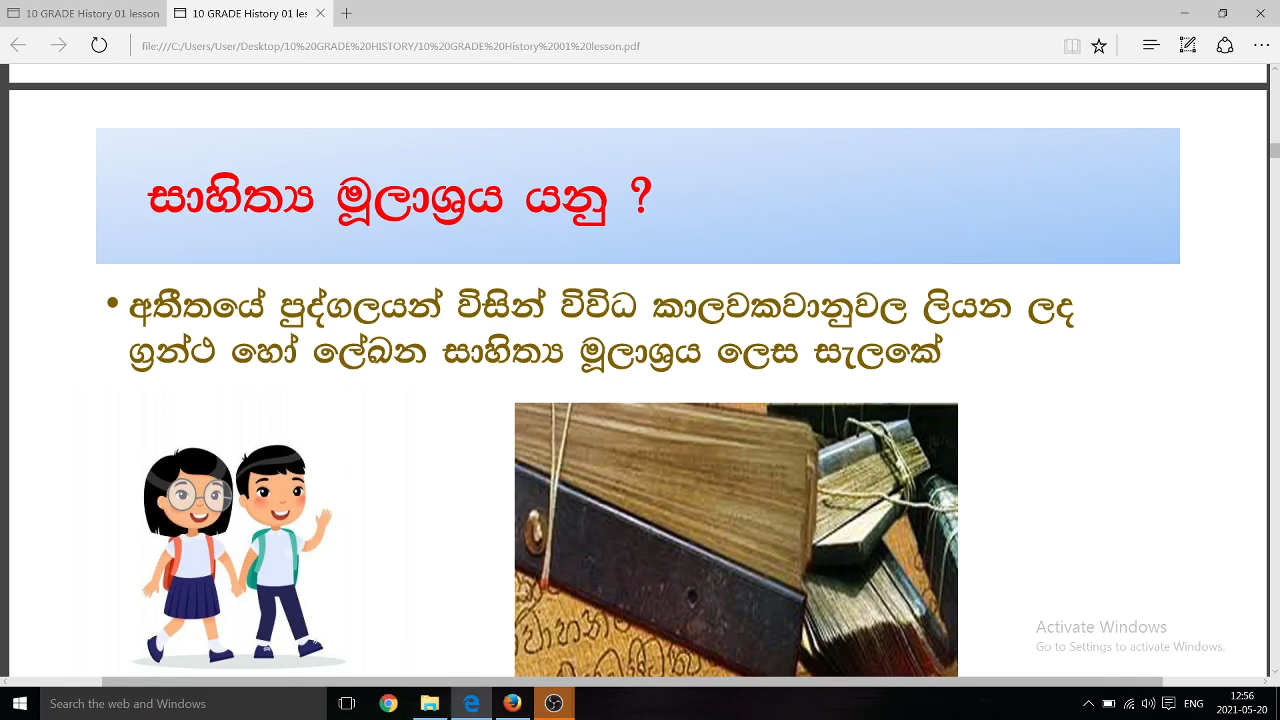 10 GRADE History 01 lesson
10 GRADE History 01 les
file:///C:/Users/User/Desktop/10%20GRADE%20HISTORY/10%20GRADE%20History%2001%20lesson.pdf
සාහිත්‍ය මූලාශ්‍රය යනු ?
• අතීතයේ පුද්ගලයන් විසින් විවිධ කාලවකවානුවල ලියන ලද
ග්‍රන්ථ හෝ ලේඛන සාහිත්‍ය මූලාශ්‍රය ලෙස සැලකේ
Activate Windows
Go to Settings to activate Windows.
Search the web and Windows
ENG
12:56
2021-05-20